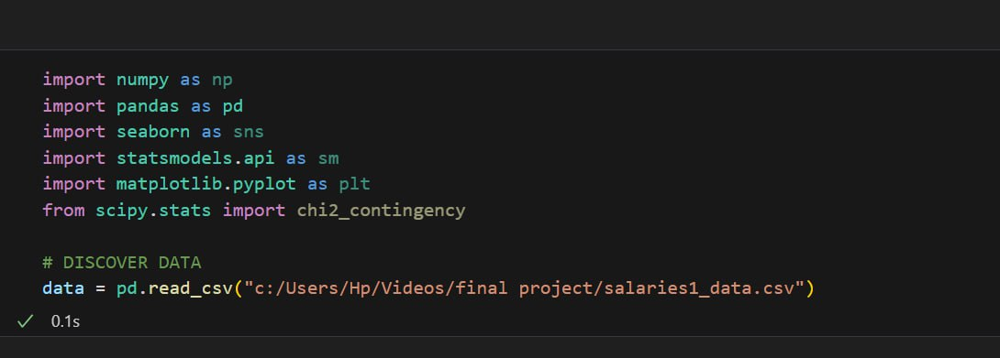 import numpy as np
import pandas as pd
import seaborn as sns
import statsmodels.api as sm
import matplotlib.pyplot as plt
from scipy.stats import chi2_contingency
# DISCOVER DATA
data = pd.read_csv("c:/Users/Hp/Videos/final project/salaries1_data.csv")
0.1s